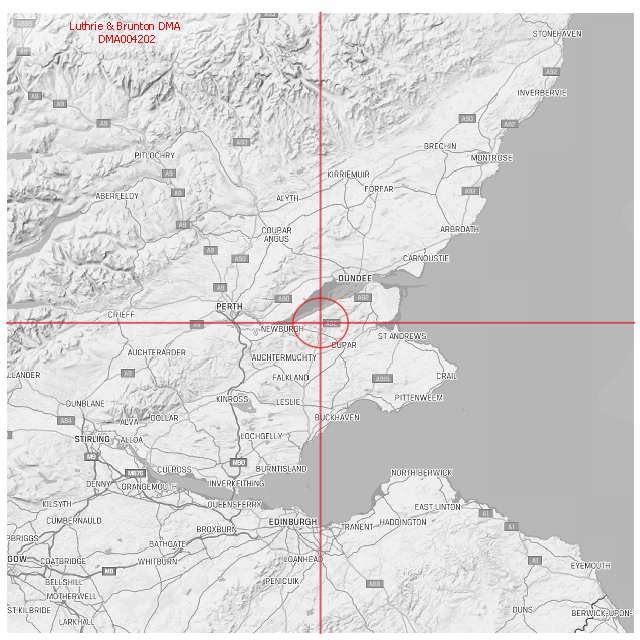 Luthrie & Brunton DMA
DMA004202
STONEHAVEN
A9
A92
INVERBERVIE
A9
A9
A9
A90
A92
A93
BRECHIN
PITLOCHRY
MONTROSE
A9
KIRRIEMUIR
FORFAR
A92
ABERFELDY
A9
ALYTH
A9
COUPAR
ANGUS
ARBROATH
A9
A93
CARNOUSTIE
DUNDEE
A9
A90
A92
PERTH
CRIEFF
A9
NEWBURGH
A92
ST ANDREWS
CUPAR
AUCHTERARDER
AUCHTERMUCHTY
A9
FALKLAND
A915
CRAIL
LLANDER
KINROSS
LESLIE
PITTENWEEM
DUNBLANE
DOLLAR
BUCKHAVEN
A84
ALVA
STIRLING
ALLOA
LOCHGELLY
M9
CULROSS
M90
BURNTISLAND
M876
NORTH BERWICK
DENNY
GRANGEMOUTH
INVERKEITHING
KILSYTH
QUEENSFERRY
EAST LINTON
A1
CUMBERNAULD
EDINBURGH
HADDINGTON
BROXBURN
TRANENT
A1
PBRIGGS
BATHGATE
GOW
COATBRIDGE
WHITBURN
LOANHEAD
A1
EYEMOUTH
M8
BELLSHILL
PENICUIK
A68
MOTHERWELL
ST KILBRIDE
DUNS
BERWICK-UPON-T
LARKHALL